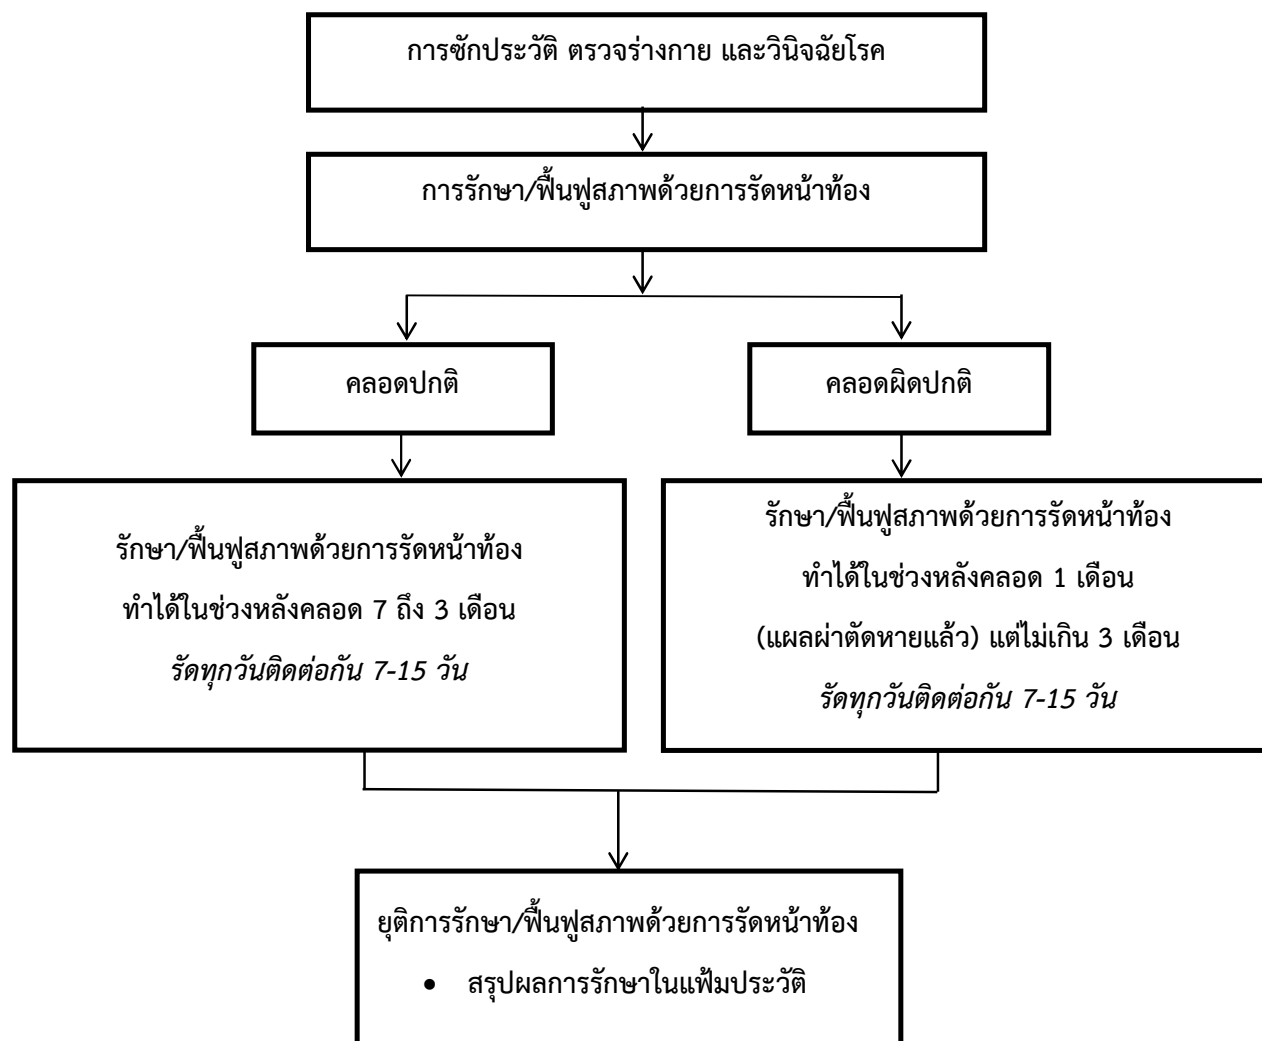 การซักประวัติ ตรวจร่างกาย และวินิจฉัยโรค
การรักษา/ฟื้นฟูสภาพด้วยการรัดหน้าท้อง
คลอดปกติ
คลอดผิดปกติ
รักษา/ฟื้นฟูสภาพด้วยการรัดหน้าท้อง
ทำได้ในช่วงหลังคลอด 7 ถึง 3 เดือน
รัดทุกวันติดต่อกัน 7-15 วัน
รักษา/ฟื้นฟูสภาพด้วยการรัดหน้าท้อง
ทำได้ในช่วงหลังคลอด 1 เดือน
(แผลผ่าตัดหายแล้ว) แต่ไม่เกิน 3 เดือน
รัดทุกวันติดต่อกัน 7-15 วัน
ยุติการรักษา/ฟื้นฟูสภาพด้วยการรัดหน้าท้อง
• สรุปผลการรักษาในแฟ้มประวัติ